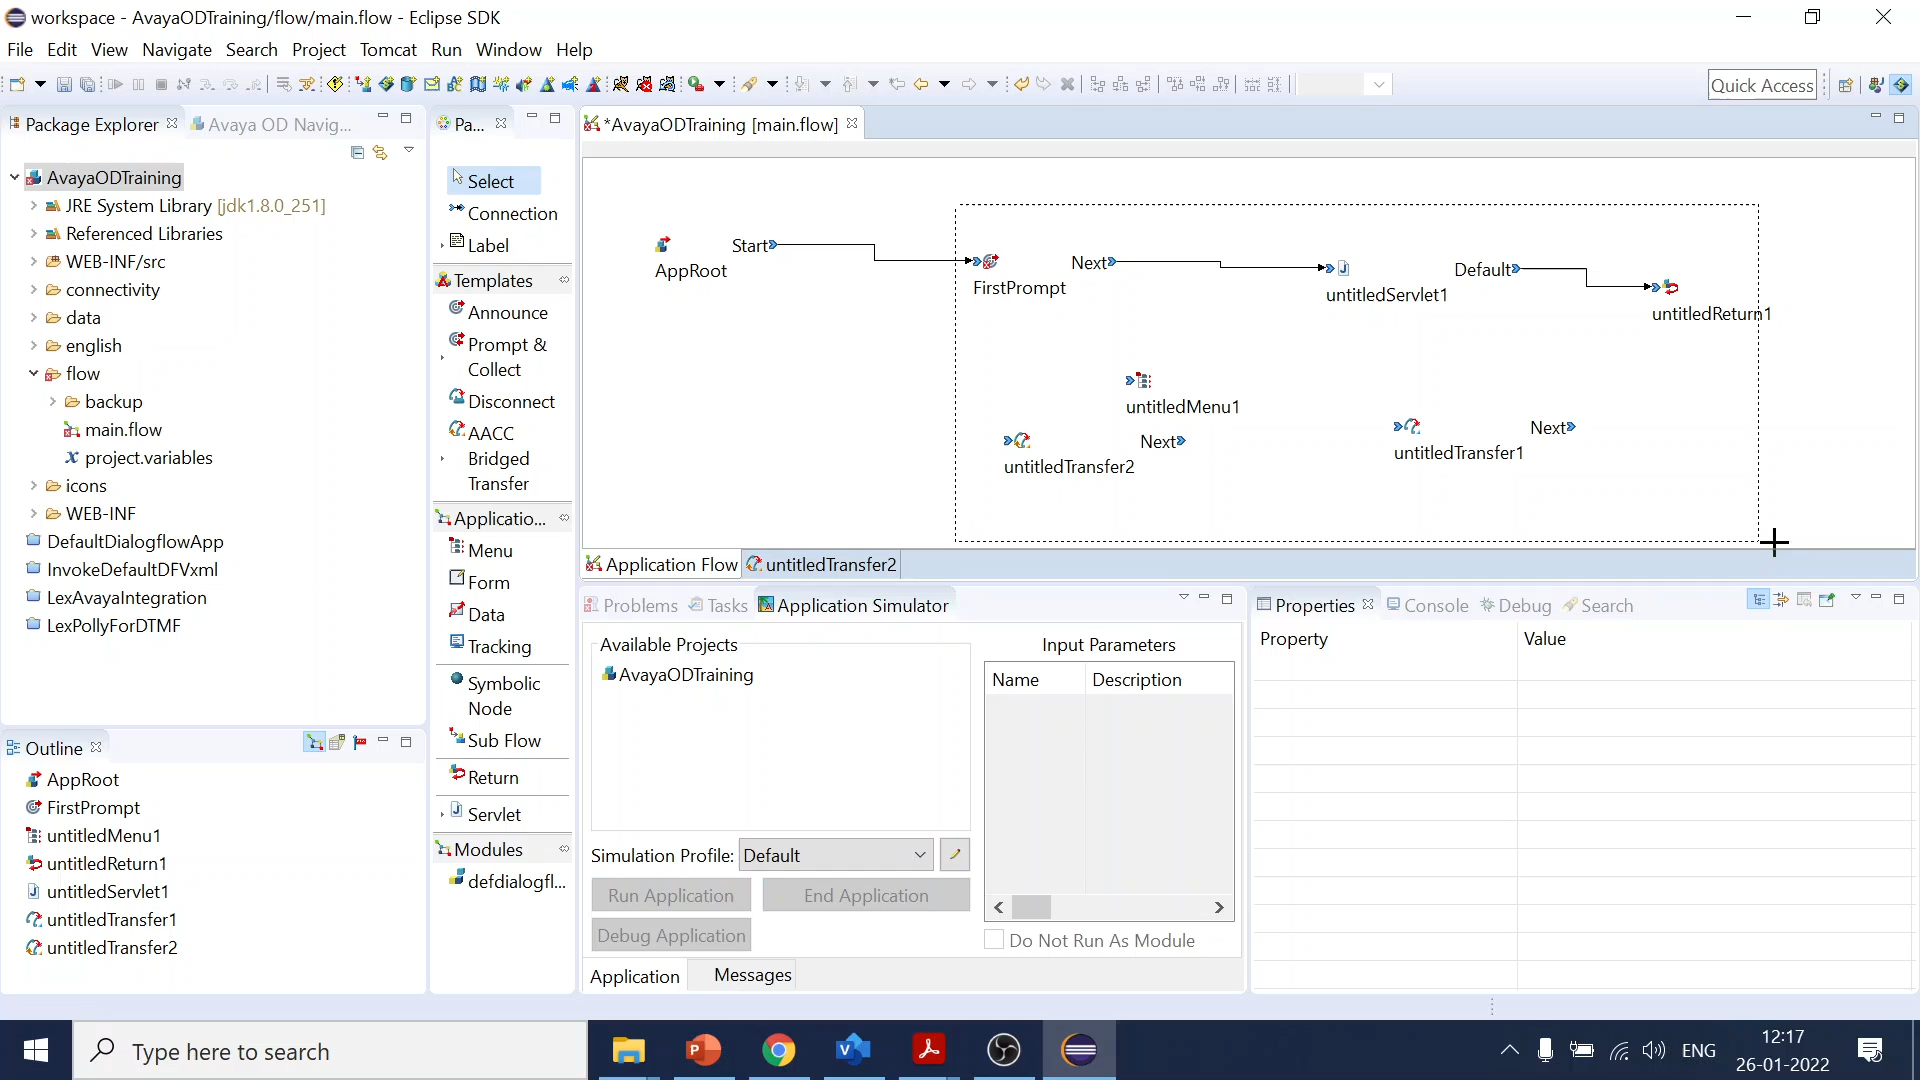 workspace - AvayaODTraining/flow/main.flow - Eclipse SDK
File Edit View Navigate Search Project Tomcat Run Window Help
Quick Access
Package Explorer
Avaya OD Navig...
AvayaODTraining
JRE System Library [jdk1.8.0_251]
Referenced Libraries
WEB-INF/src
connectivity
data
english
flow
backup
main.flow
project.variables
icons
WEB-INF
DefaultDialogflowApp
InvokeDefaultDFVxml
LexAvayaIntegration
LexPollyForDTMF
Outline
AppRoot
FirstPrompt
untitledMenu1
untitledReturn1
untitledServlet1
untitledTransfer1
untitledTransfer2
Pa...
Select
Connection
Label
Templates
Announce
Prompt &
Collect
Disconnect
AACC
Bridged
Transfer
Applicatio...
Menu
Form
Data
Tracking
Symbolic
Node
Sub Flow
Return
Servlet
Modules
defdialogfl...
*AvayaODTraining [main.flow]
Start
AppRoot
Next
FirstPrompt
Default
untitledServlet1
untitledReturn1
untitledMenu1
Next
untitledTransfer2
Next
untitledTransfer1
Application Flow
untitledTransfer2
Problems
Tasks
Application Simulator
Available Projects
AvayaODTraining
Simulation Profile: Default
Run Application
End Application
Debug Application
Input Parameters
Name Description
Do Not Run As Module
Application Messages
Properties
Console
Debug
Search
Property Value
Type here to search
ENG
12:17
26-01-2022